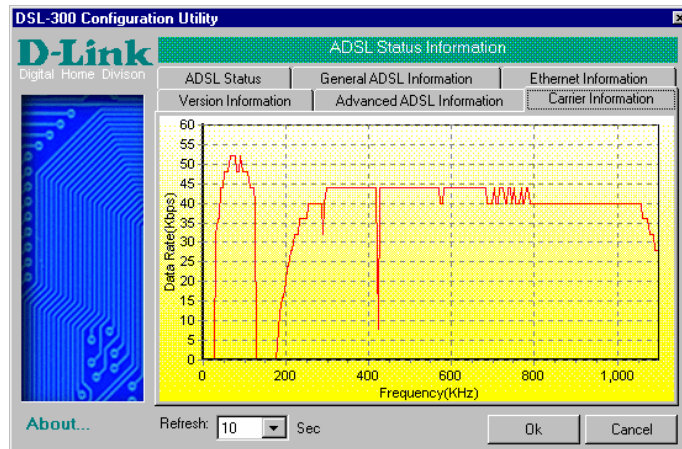 DSL-300 Configuration Utility
D-Link
Digital Home Divison
ADSL Status Information
ADSL Status
General ADSL Information
Ethernet Information
Version Information
Advanced ADSL Information
Carrier Information
60
55
50
45
40
35
30
25
20
15
10
5
0
Data Rate(Kbps)
0 200 400 600 800 1,000
Frequency(KHz)
About...
Refresh: 10 Sec
Ok
Cancel